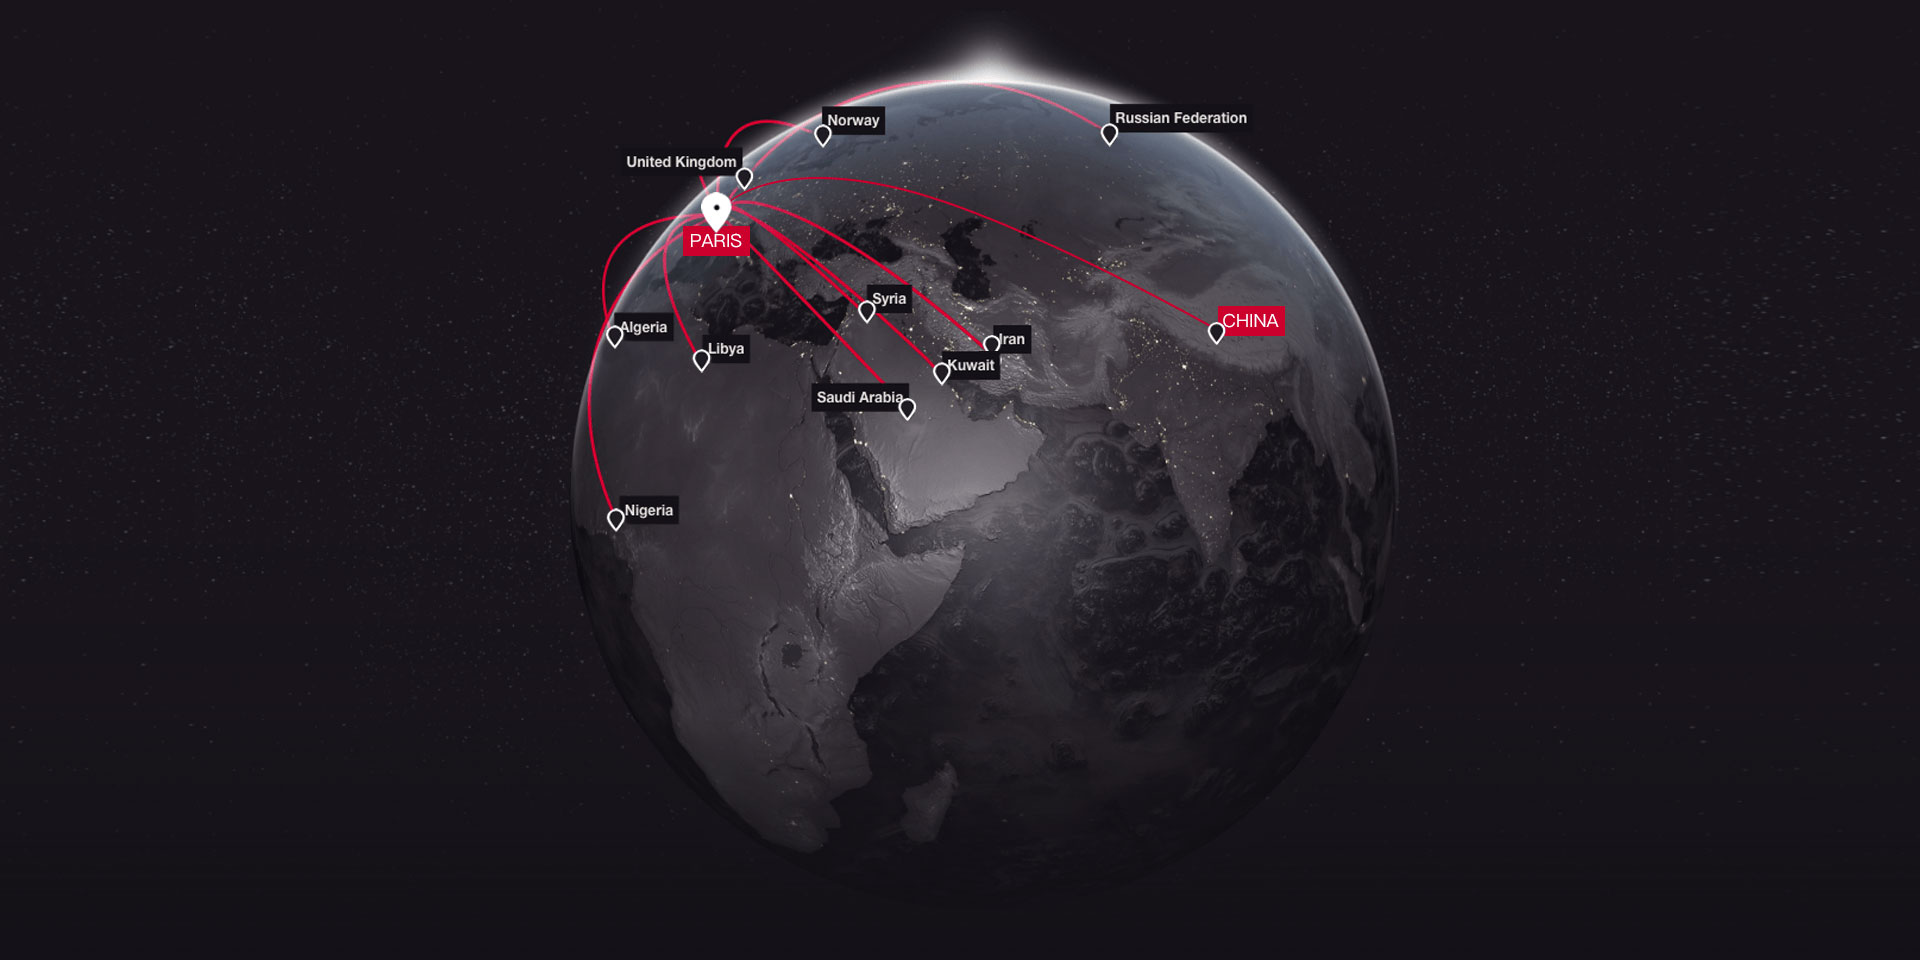 Russian Federation
Norway
United Kingdom
PARIS
Syria
CHINA
Algeria
Iran
Libya
Kuwait
Saudi Arabia
Nigeria